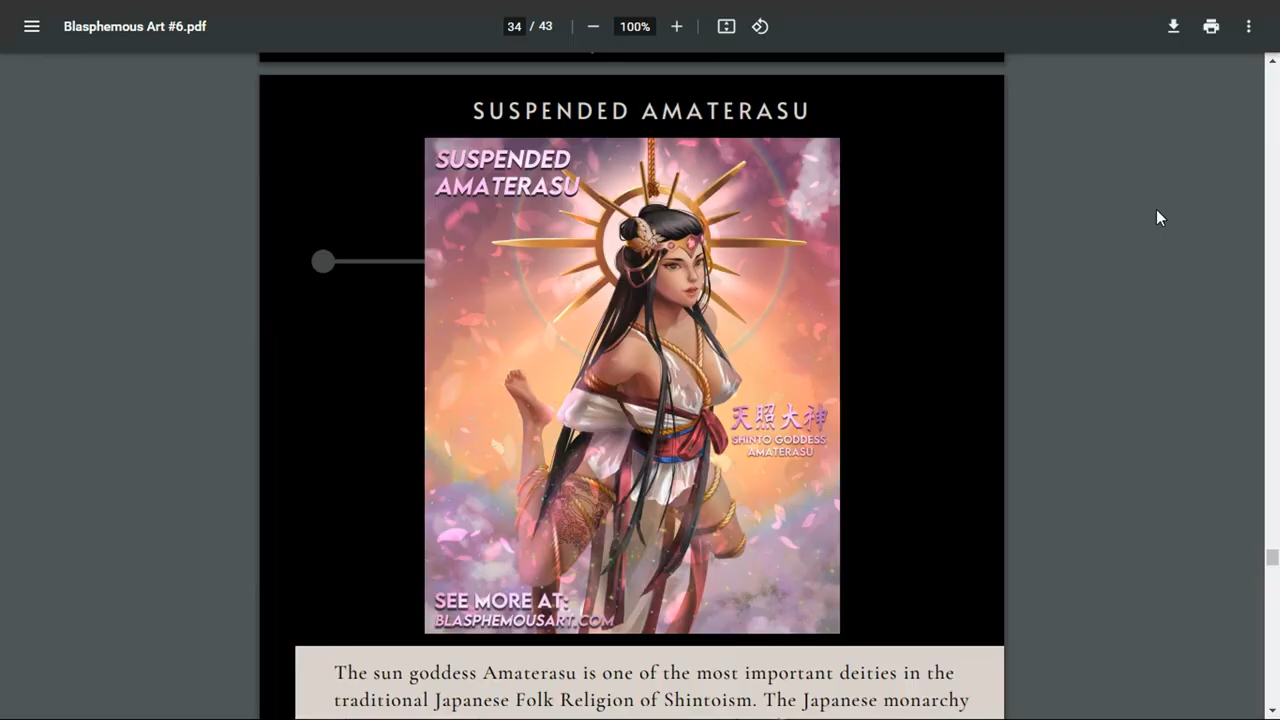 Blasphemous Art #6.pdf
34 / 43
100%
SUSPENDED AMATERASU
SUSPENDED
AMATERASU
天照大神
SHINTO GODDESS
AMATERASU
SEE MORE AT:
BLASPHEMOUSART.COM
The sun goddess Amaterasu is one of the most important deities in the
traditional Japanese Folk Religion of Shintoism. The Japanese monarchy